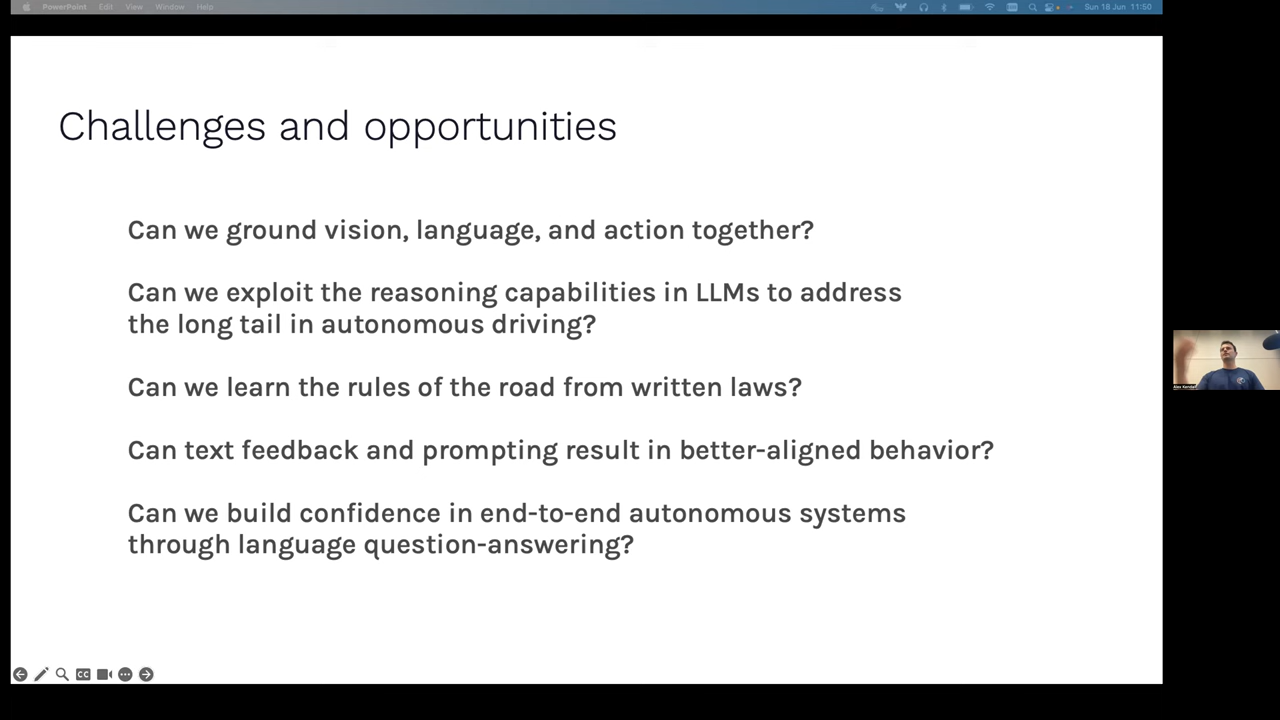 PowerPoint Edit View Window Help
Sun 18 Jun 11:50
Challenges and opportunities
Can we ground vision, language, and action together?
Can we exploit the reasoning capabilities in LLMs to address
the long tail in autonomous driving?
Can we learn the rules of the road from written laws?
Can text feedback and prompting result in better-aligned behavior?
Can we build confidence in end-to-end autonomous systems
through language question-answering?
CC
Alex Kendall